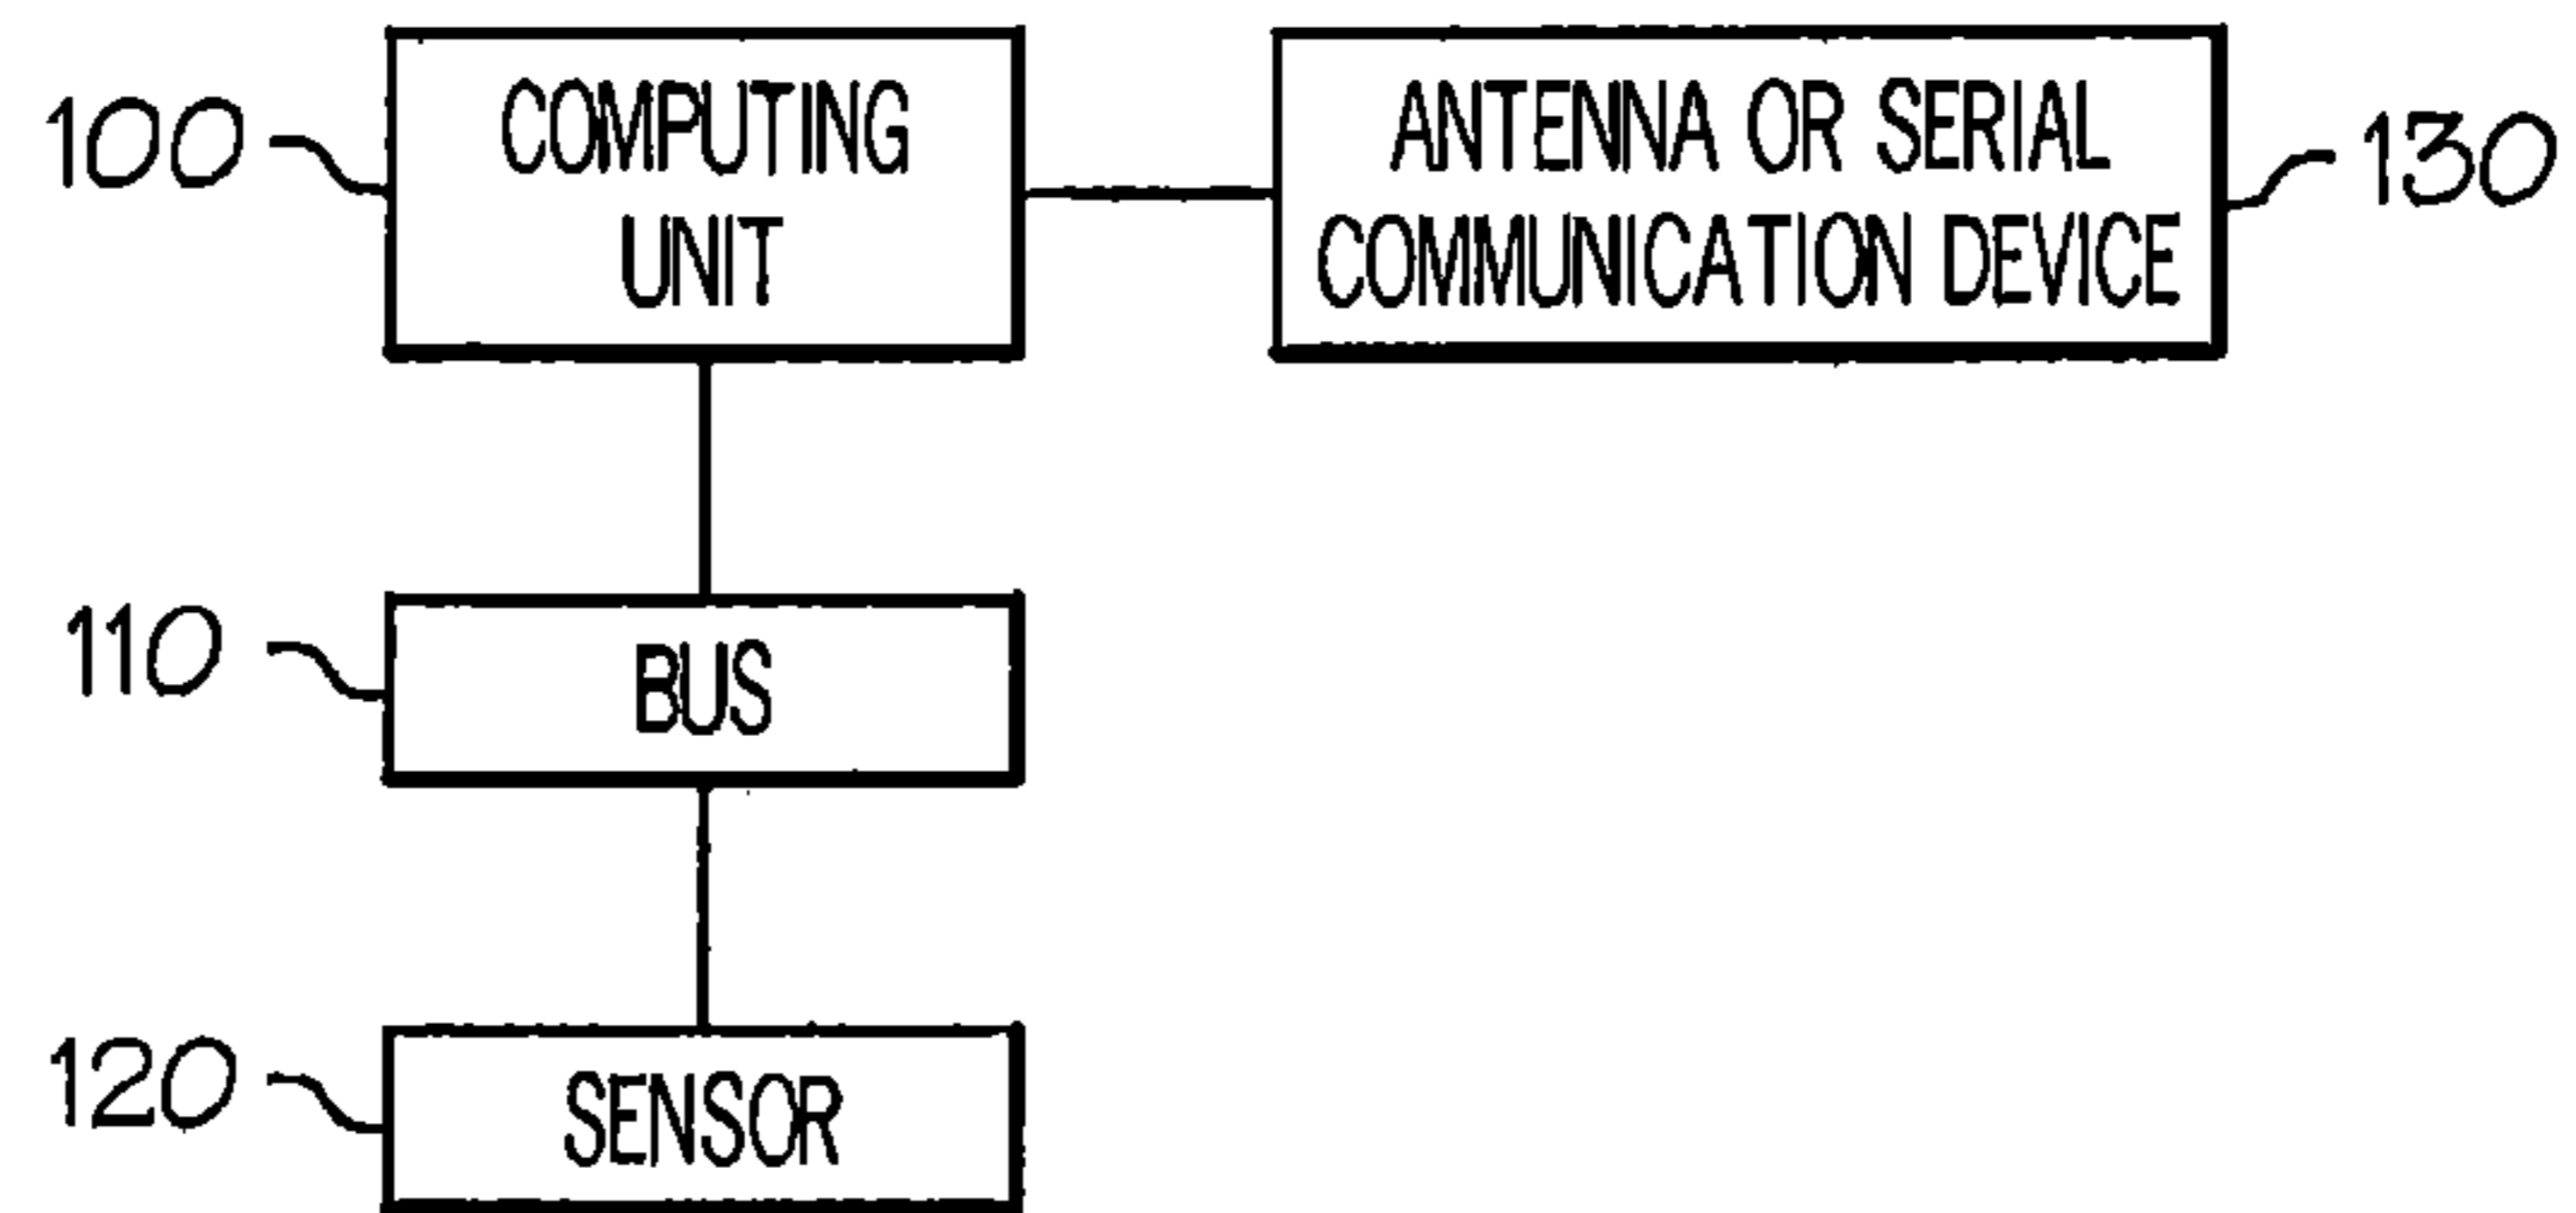 100
COMPUTING
UNIT
ANTENNA OR SERIAL
COMMUNICATION DEVICE
130
110
BUS
120
SENSOR